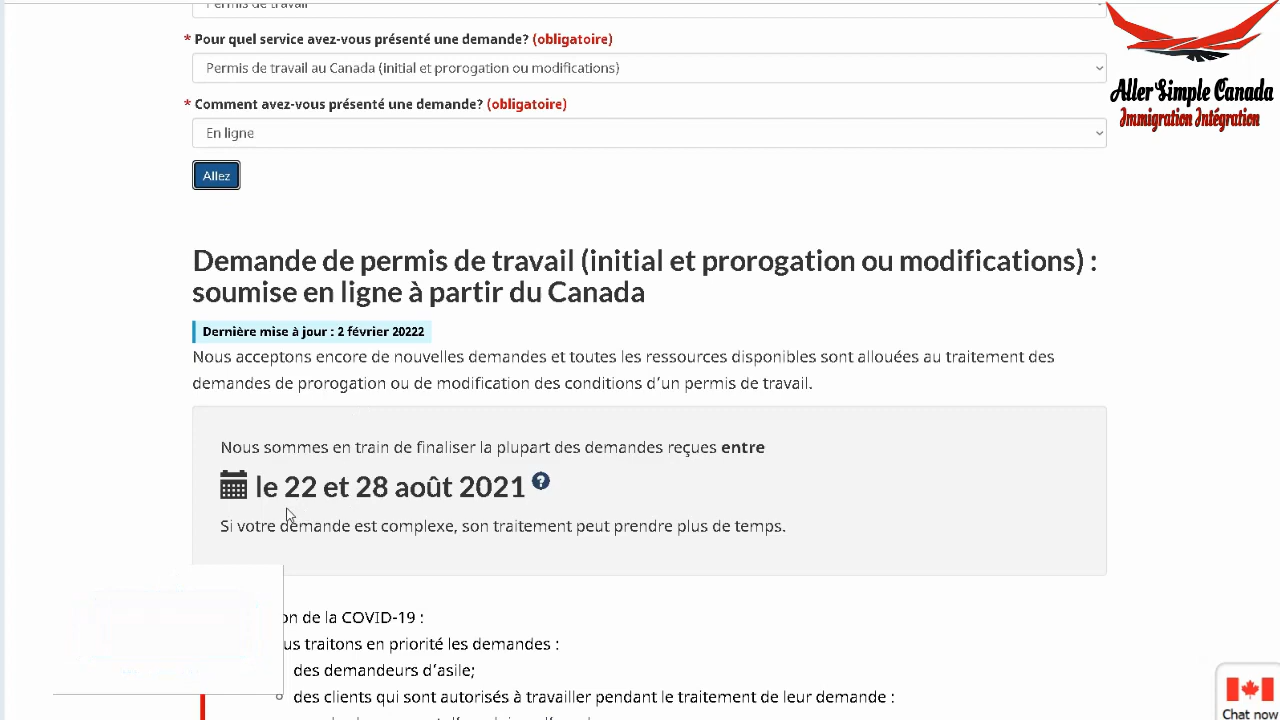 Permis de travail
* Pour quel service avez-vous présenté une demande? (obligatoire)
Permis de travail au Canada (initial et prorogation ou modifications)
* Comment avez-vous présenté une demande? (obligatoire)
En ligne
Allez
Aller Simple Canada
Immigration Intégration
Demande de permis de travail (initial et prorogation ou modifications) :
soumise en ligne à partir du Canada
Dernière mise à jour : 2 février 20222
Nous acceptons encore de nouvelles demandes et toutes les ressources disponibles sont allouées au traitement des
demandes de prorogation ou de modification des conditions d’un permis de travail.
Nous sommes en train de finaliser la plupart des demandes reçues entre
le 22 et 28 août 2021 ?
Si votre demande est complexe, son traitement peut prendre plus de temps.
de la COVID-19 :
traitons en priorité les demandes :
des demandeurs d’asile;
des clients qui sont autorisés à travailler pendant le traitement de leur demande :
Chat now